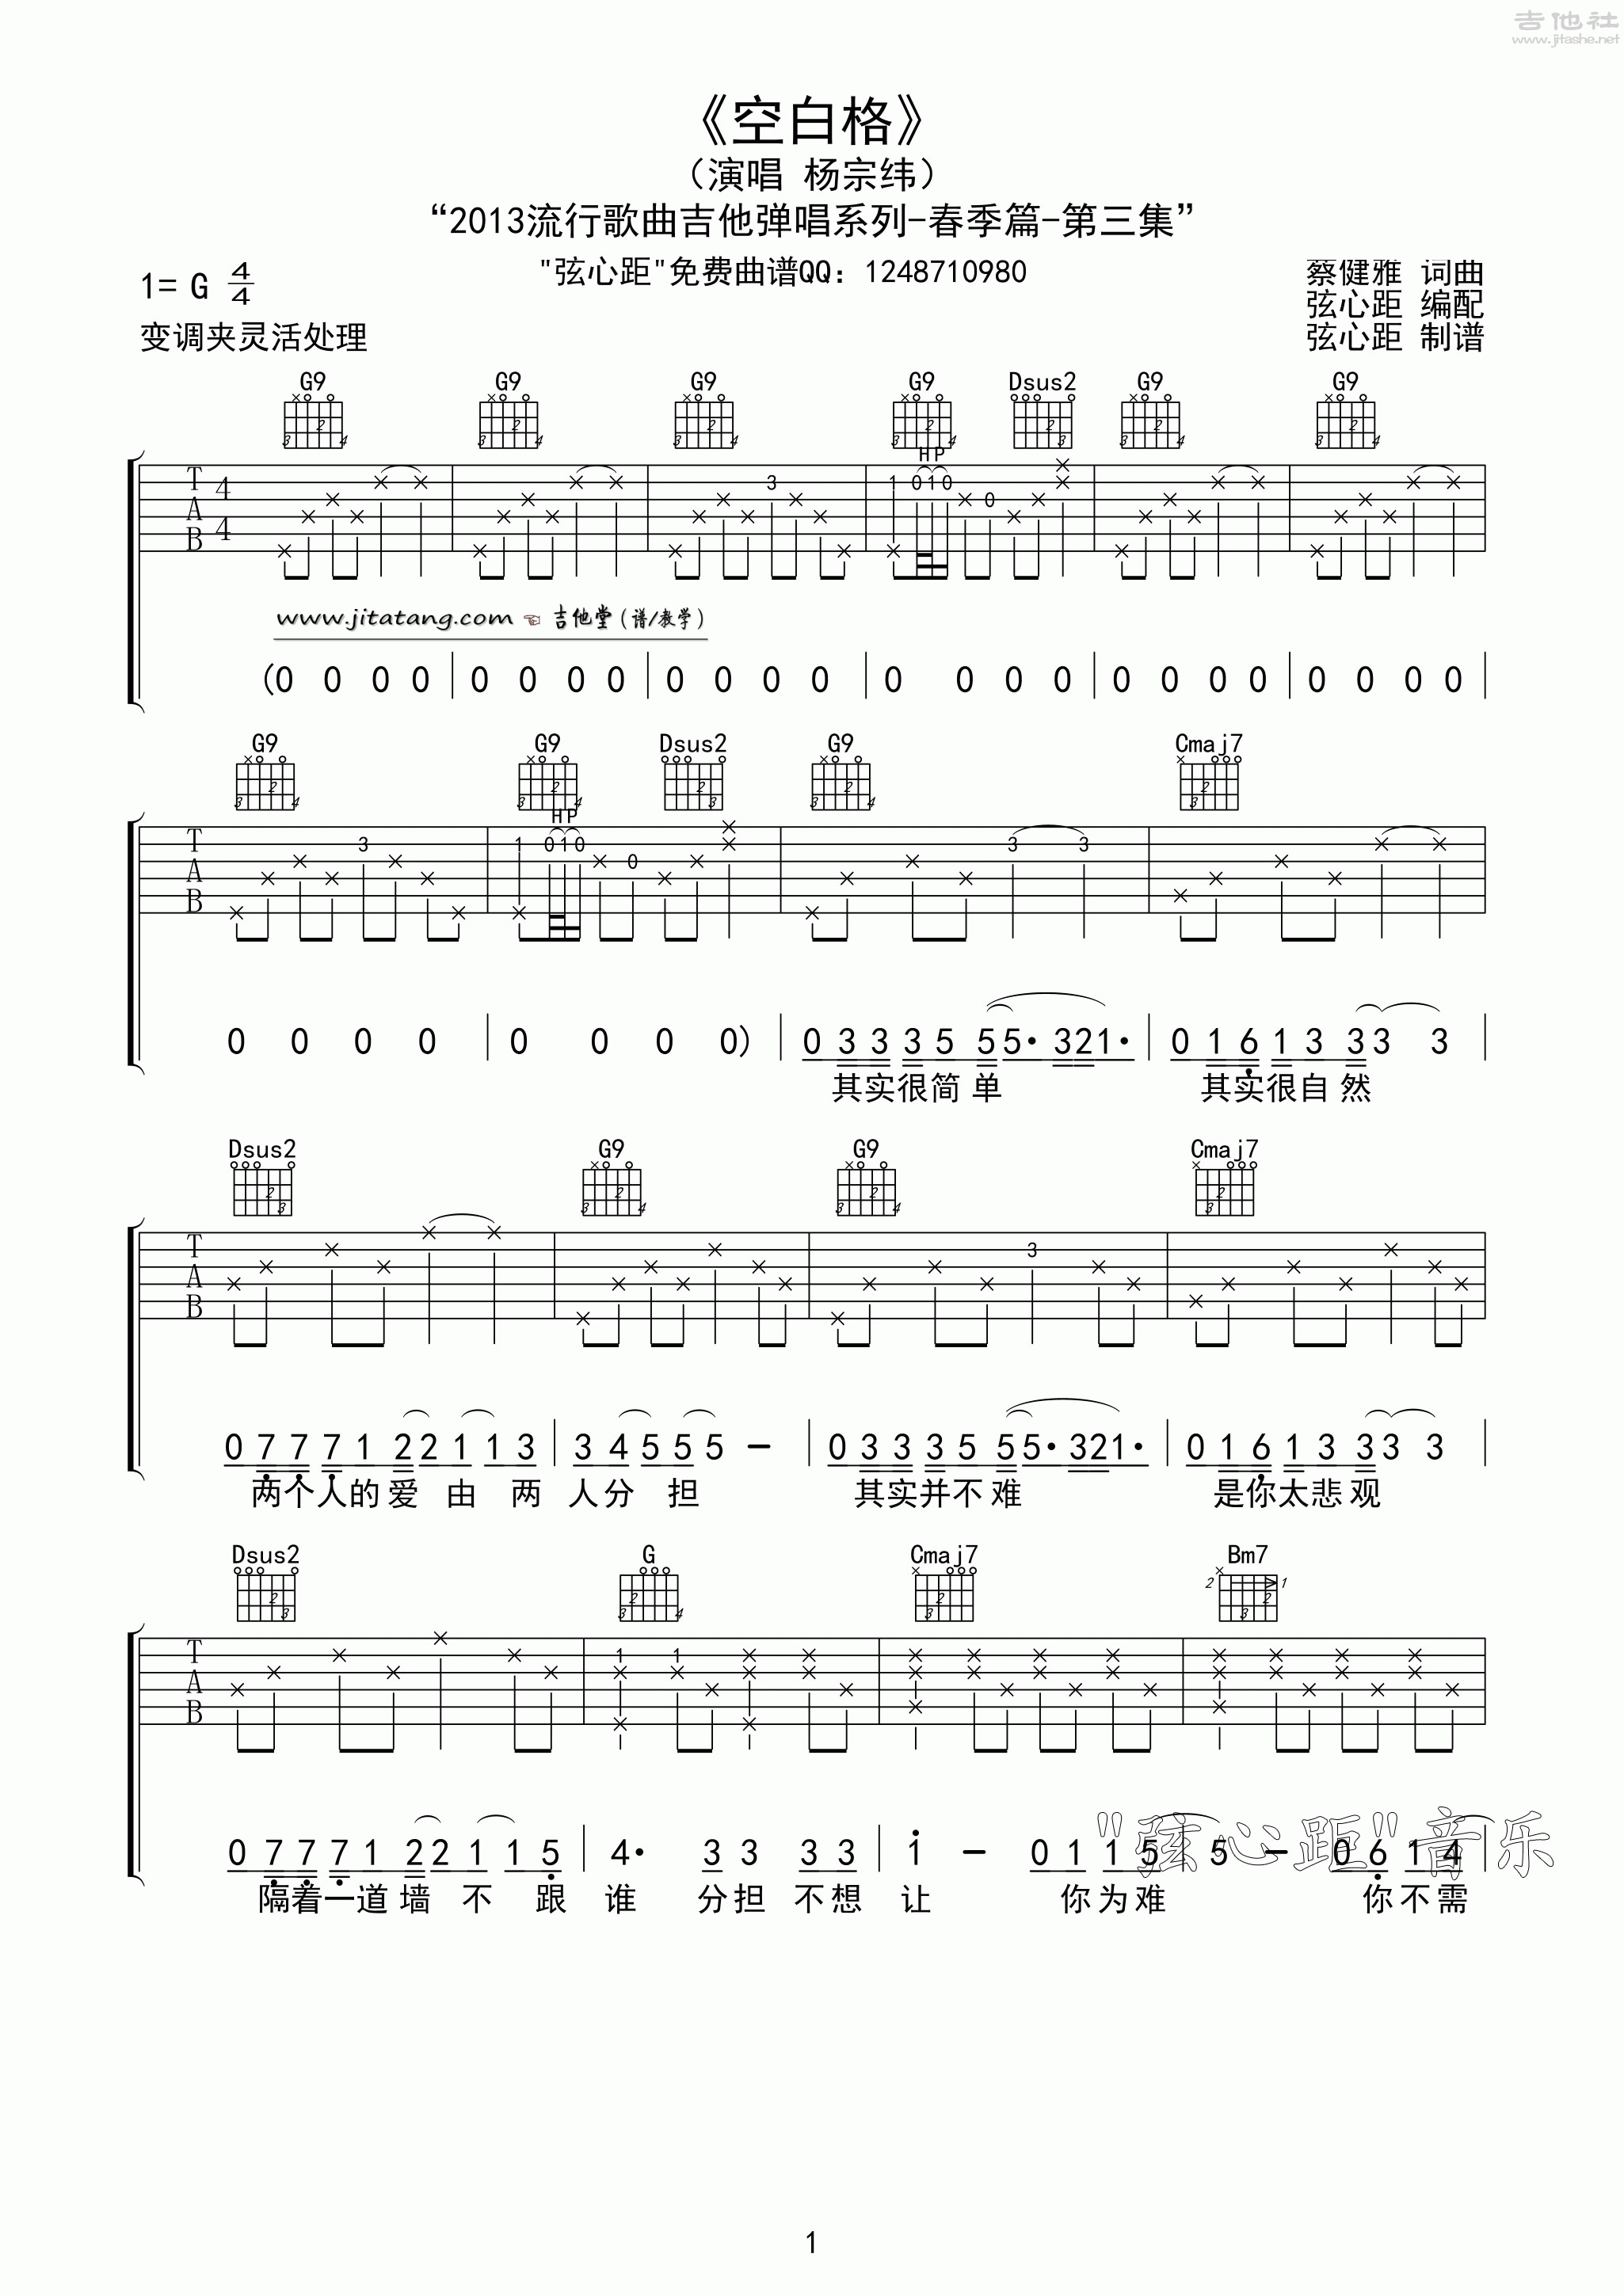 吉他社
www.jitashe.net
《空白格》
（演唱 杨宗纬）
“2013流行歌曲吉他弹唱系列-春季篇-第三集”
"弦心距"免费曲谱QQ：1248710980
1= G 4/4
蔡健雅 词曲
弦心距 编配
变调夹灵活处理
弦心距 制谱
G9 G9 G9 G9 Dsus2 G9 G9
H P
T A B 4/4
1 0 1 0 0
3
www.jitatang.com ☜ 吉他堂（谱/教学）
(0 0 0 0 | 0 0 0 0 | 0 0 0 0 | 0 0 0 0 | 0 0 0 0 | 0 0 0 0 |
G9 G9 Dsus2 G9 Cmaj7
H P
T A B
3 1 0 1 0 0 3 3
0 0 0 0 | 0 0 0 0) | 0 3 3 3 5 5 5· 3 2 1· | 0 1 6 1 3 3 3 3 |
其实很简单 其实很自然
Dsus2 G9 G9 Cmaj7
T A B
3
0 7 7 7 1 2 2 1 1 3 | 3 4 5 5 5 – | 0 3 3 3 5 5 5· 3 2 1· | 0 1 6 1 3 3 3 3 |
两个人的爱 由 两 人分 担 其实并不难 是你太悲观
Dsus2 G Cmaj7 Bm7
T A B
1 1
0 7 7 7 1 2 2 1 1 5 | 4· 3 3 3 3 | 1 – 0 1 1 5 | 5 – 0 6 1 4 |
"弦心距"音乐
隔着一道墙 不 跟 谁 分担 不想 让 你为难 你不需
1